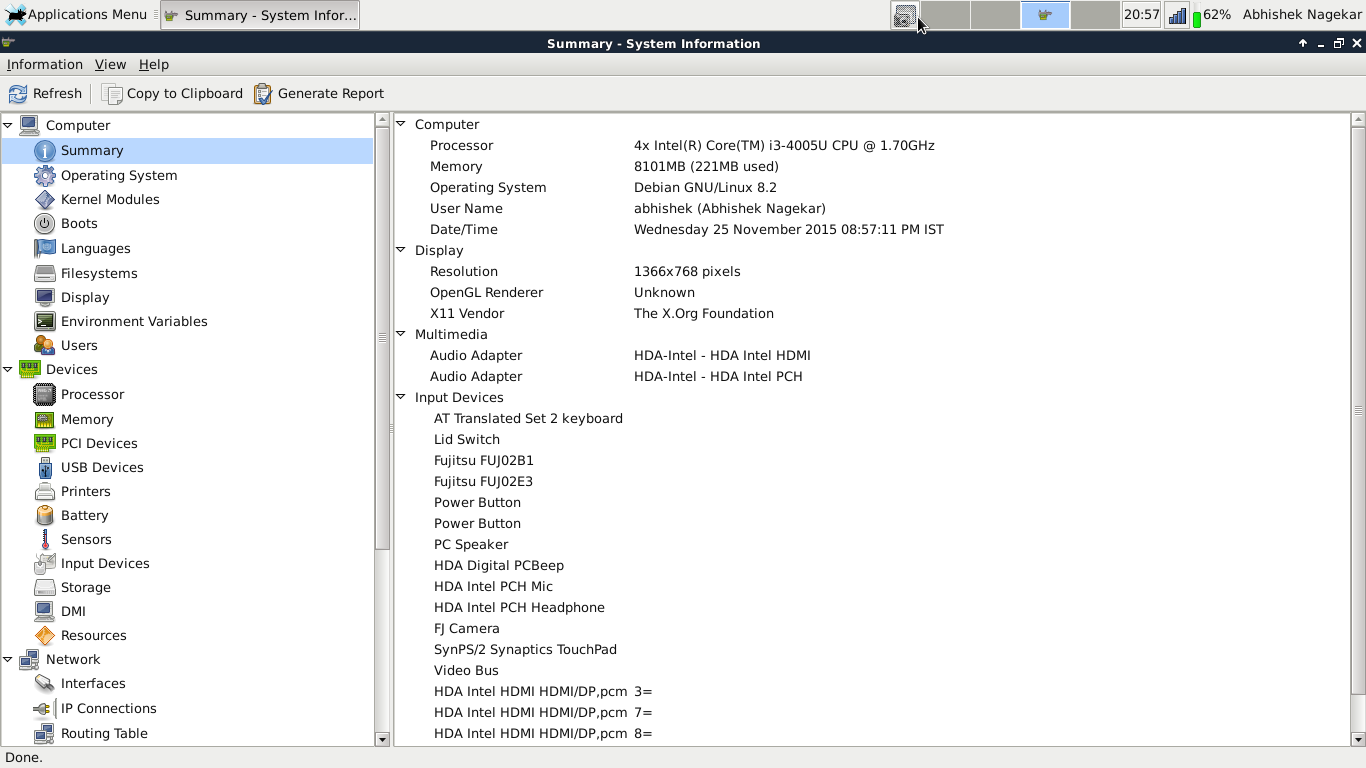 Applications Menu
Summary - System Infor...
20:57
62%
Abhishek Nagekar
Summary - System Information
Information View Help
Refresh Copy to Clipboard Generate Report
Computer
Summary
Operating System
Kernel Modules
Boots
Languages
Filesystems
Display
Environment Variables
Users
Devices
Processor
Memory
PCI Devices
USB Devices
Printers
Battery
Sensors
Input Devices
Storage
DMI
Resources
Network
Interfaces
IP Connections
Routing Table
Computer
Processor 4x Intel(R) Core(TM) i3-4005U CPU @ 1.70GHz
Memory 8101MB (221MB used)
Operating System Debian GNU/Linux 8.2
User Name abhishek (Abhishek Nagekar)
Date/Time Wednesday 25 November 2015 08:57:11 PM IST
Display
Resolution 1366x768 pixels
OpenGL Renderer Unknown
X11 Vendor The X.Org Foundation
Multimedia
Audio Adapter HDA-Intel - HDA Intel HDMI
Audio Adapter HDA-Intel - HDA Intel PCH
Input Devices
AT Translated Set 2 keyboard
Lid Switch
Fujitsu FUJ02B1
Fujitsu FUJ02E3
Power Button
Power Button
PC Speaker
HDA Digital PCBeep
HDA Intel PCH Mic
HDA Intel PCH Headphone
FJ Camera
SynPS/2 Synaptics TouchPad
Video Bus
HDA Intel HDMI HDMI/DP,pcm 3=
HDA Intel HDMI HDMI/DP,pcm 7=
HDA Intel HDMI HDMI/DP,pcm 8=
Done.